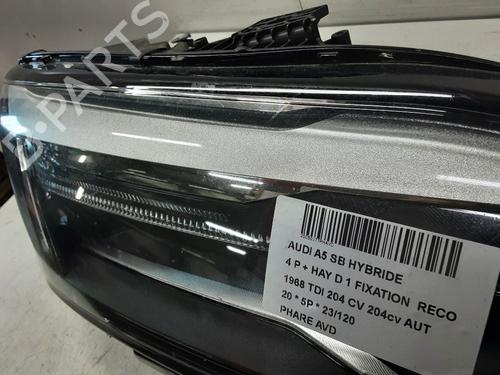 B-PARTS
AUDI A5 SB HYBRIDE
4 P + HAY D 1 FIXATION RECO
1968 TDI 204 CV 204cv AUT
20 * 5P * 23/120
PHARE AVD